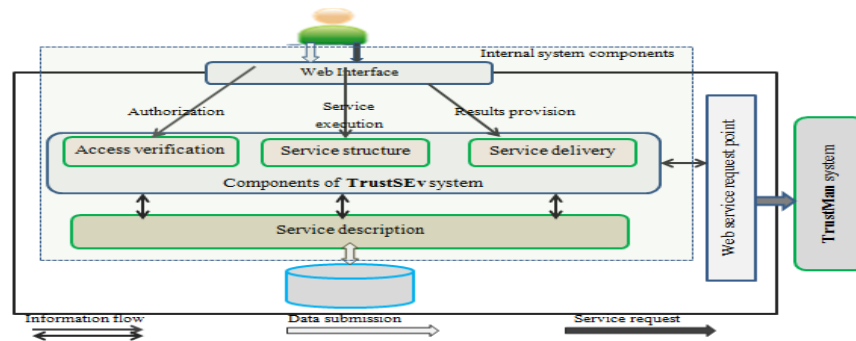 Internal system components
Web Interface
Authorization
Service
execution
Results provision
Access verification
Service structure
Service delivery
Components of TrustSEv system
Service description
Web service request point
TrustMan system
Information flow
Data submission
Service request